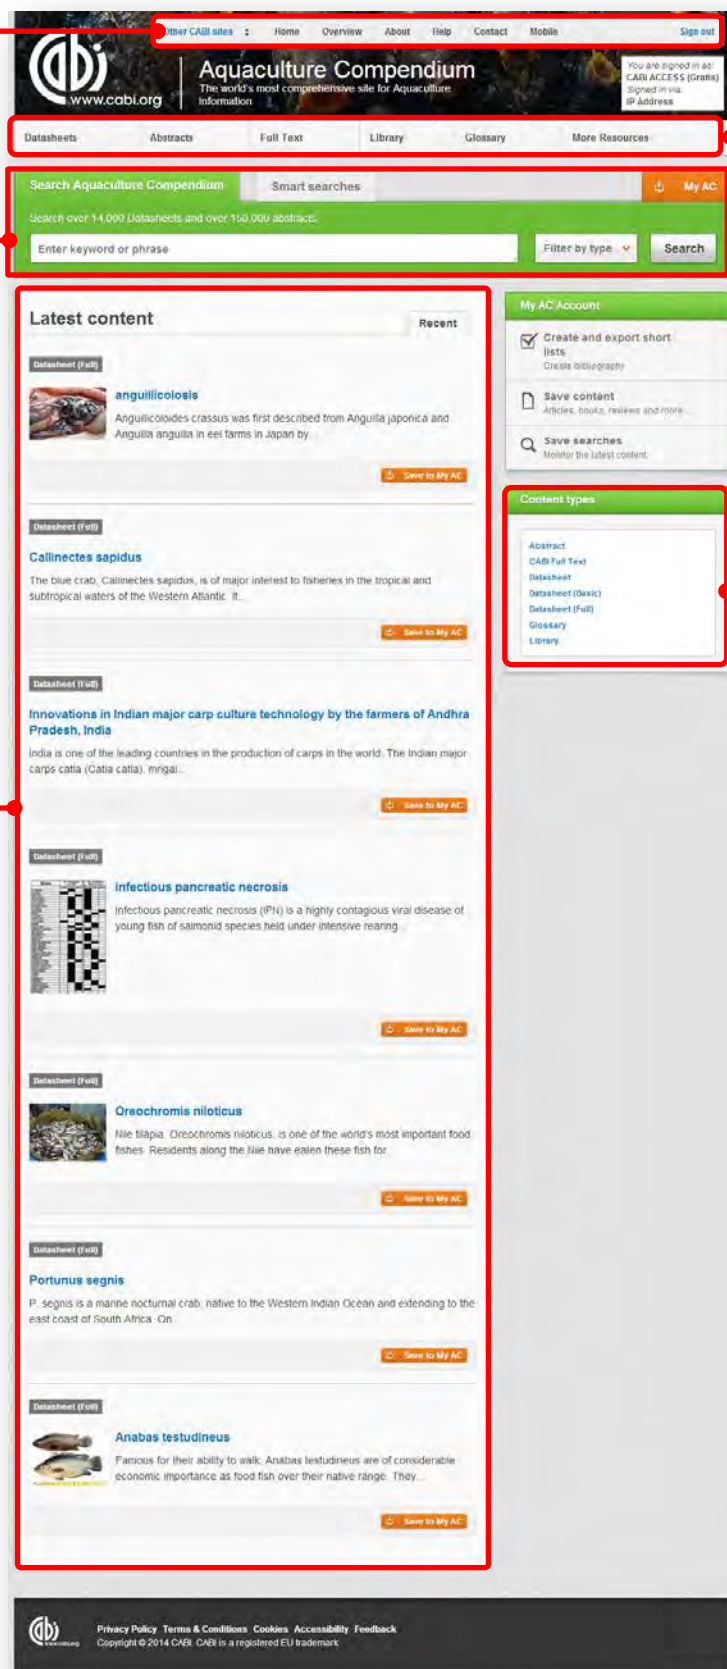 Other CABI sites : Home Overview About Help Contact Mobile Sign out
cabi
www.cabi.org
Aquaculture Compendium
The world's most comprehensive site for Aquaculture
Information
You are signed in as:
CABI ACCESS (Gratis)
Signed in via:
IP Address
Datasheets Abstracts Full Text Library Glossary More Resources
Search Aquaculture Compendium Smart searches My AC
Search over 14,000 Datasheets and over 150,000 abstracts.
Enter keyword or phrase Filter by type Search
Latest content Recent
Datasheet (Full)
anguillicolosis
Anguillicoloides crassus was first described from Anguilla japonica and
Anguilla anguilla in eel farms in Japan by...
Save to My AC
Datasheet (Full)
Callinectes sapidus
The blue crab, Callinectes sapidus, is of major interest to fisheries in the tropical and
subtropical waters of the Western Atlantic. It...
Save to My AC
Datasheet (Full)
Innovations in Indian major carp culture technology by the farmers of Andhra
Pradesh, India
India is one of the leading countries in the production of carps in the world. The Indian major
carps catla (Catla catla), mrigal...
Save to My AC
Datasheet (Full)
infectious pancreatic necrosis
Infectious pancreatic necrosis (IPN) is a highly contagious viral disease of
young fish of salmonid species held under intensive rearing...
Save to My AC
Datasheet (Full)
Oreochromis niloticus
Nile tilapia, Oreochromis niloticus, is one of the world's most important food
fishes. Residents along the Nile have eaten these fish for...
Save to My AC
Datasheet (Full)
Portunus segnis
P. segnis is a marine nocturnal crab, native to the Western Indian Ocean and extending to the
east coast of South Africa. On...
Save to My AC
Datasheet (Full)
Anabas testudineus
Famous for their ability to walk, Anabas testudineus are of considerable
economic importance as food fish over their native range. They...
Save to My AC
My AC Account
Create and export short
lists
Create bibliography
Save content
Articles, books, reviews and more...
Save searches
Monitor the latest content
Content types
Abstract
CABI Full Text
Datasheet
Datasheet (Basic)
Datasheet (Full)
Glossary
Library
cabi
www.cabi.org
Privacy Policy Terms & Conditions Cookies Accessibility Feedback
Copyright © 2014 CABI. CABI is a registered EU trademark